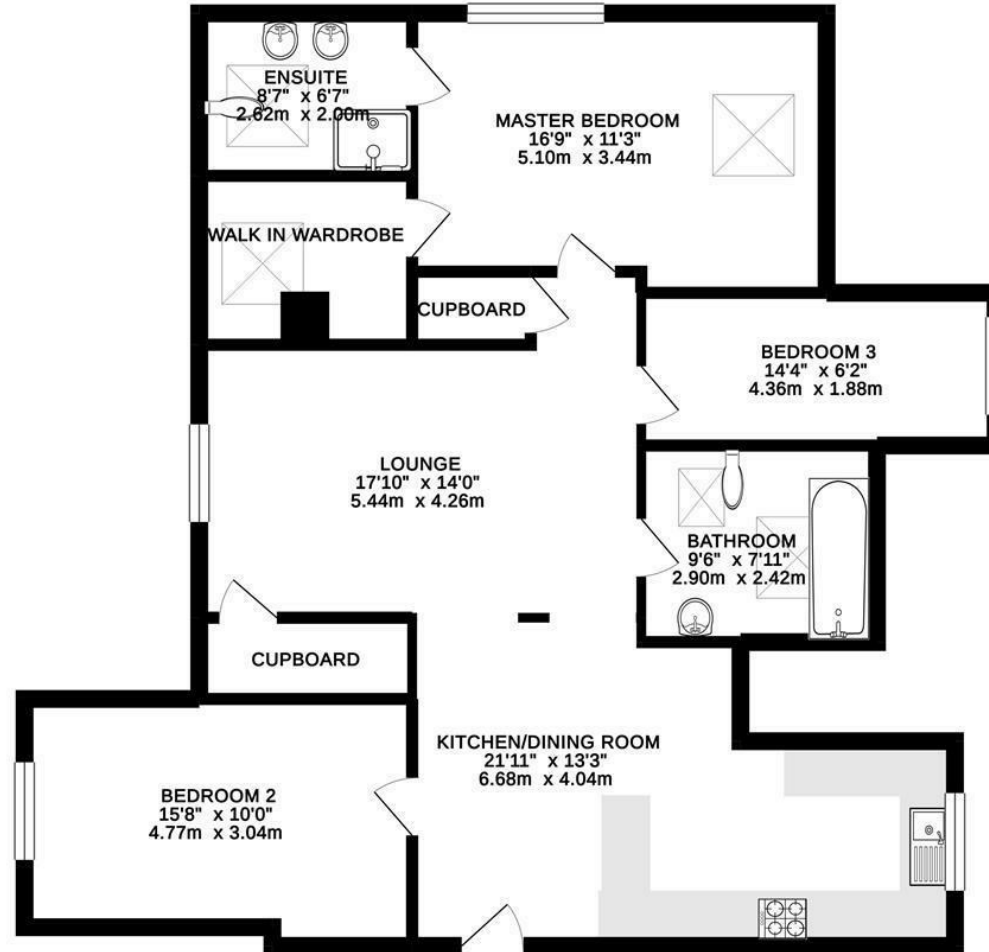 ENSUITE
8'7" x 6'7"
2.62m x 2.00m
MASTER BEDROOM
16'9" x 11'3"
5.10m x 3.44m
WALK IN WARDROBE
CUPBOARD
BEDROOM 3
14'4" x 6'2"
4.36m x 1.88m
LOUNGE
17'10" x 14'0"
5.44m x 4.26m
BATHROOM
9'6" x 7'11"
2.90m x 2.42m
CUPBOARD
KITCHEN/DINING ROOM
21'11" x 13'3"
6.68m x 4.04m
BEDROOM 2
15'8" x 10'0"
4.77m x 3.04m